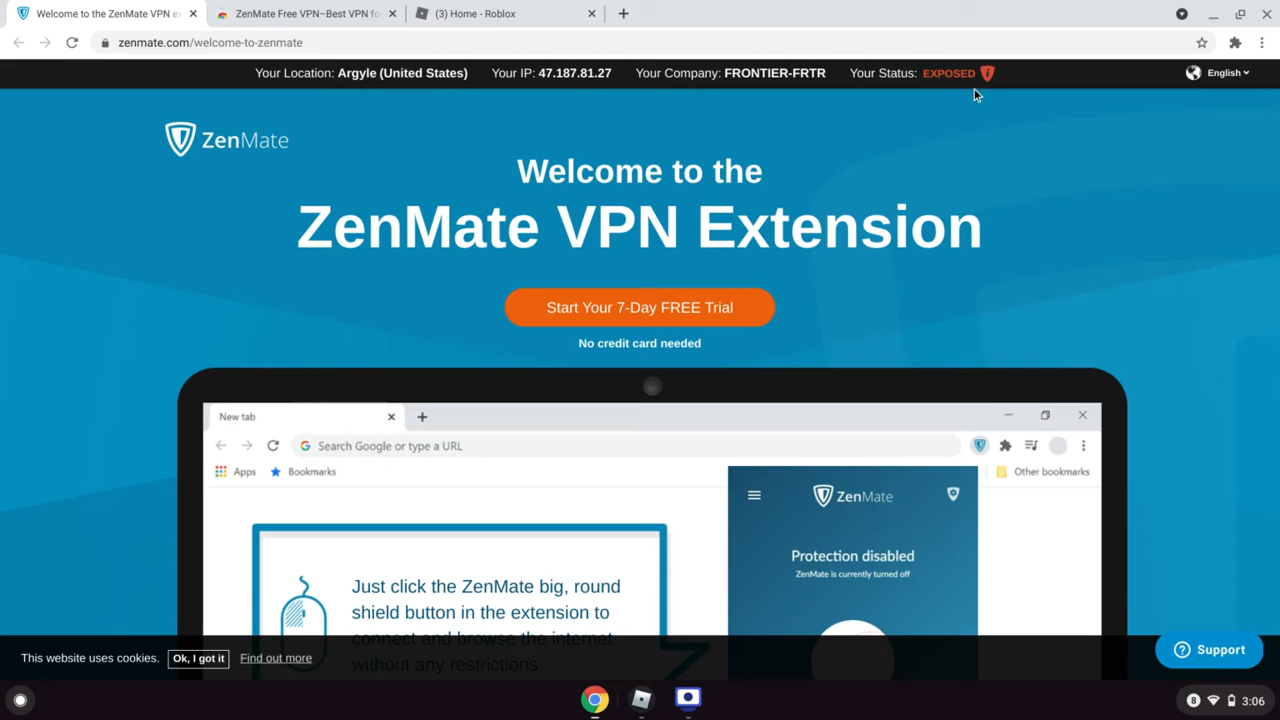 Welcome to the ZenMate VPN e
ZenMate Free VPN–Best VPN fo
(3) Home - Roblox
zenmate.com/welcome-to-zenmate
Your Location: Argyle (United States) Your IP: 47.187.81.27 Your Company: FRONTIER-FRTR Your Status: EXPOSED
English
ZenMate
Welcome to the
ZenMate VPN Extension
Start Your 7-Day FREE Trial
No credit card needed
New tab
Search Google or type a URL
Apps Bookmarks Other bookmarks
ZenMate
Protection disabled
ZenMate is currently turned off
Just click the ZenMate big, round
shield button in the extension to
connect and browse the internet
without any restrictions.
This website uses cookies. Ok, I got it Find out more
Support
8 3:06